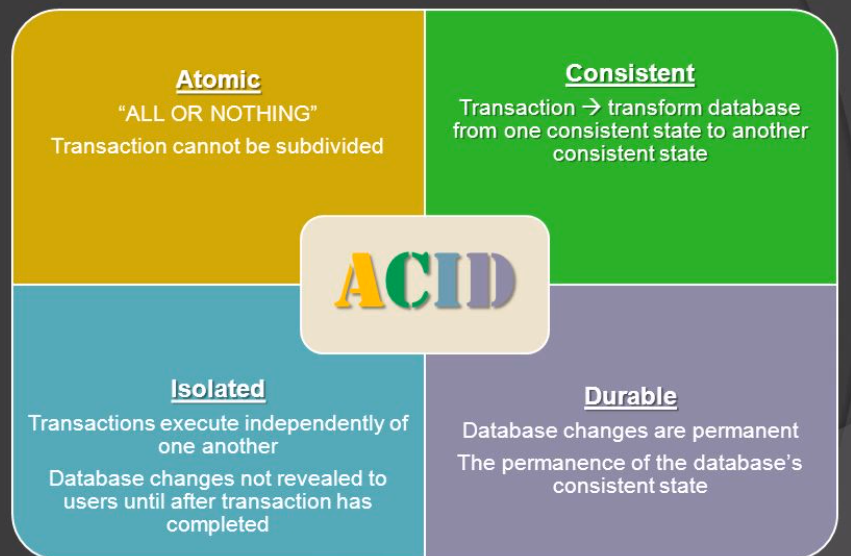 Atomic
“ALL OR NOTHING”
Transaction cannot be subdivided
Consistent
Transaction → transform database
from one consistent state to another
consistent state
ACID
Isolated
Transactions execute independently of
one another
Database changes not revealed to
users until after transaction has
completed
Durable
Database changes are permanent
The permanence of the database’s
consistent state